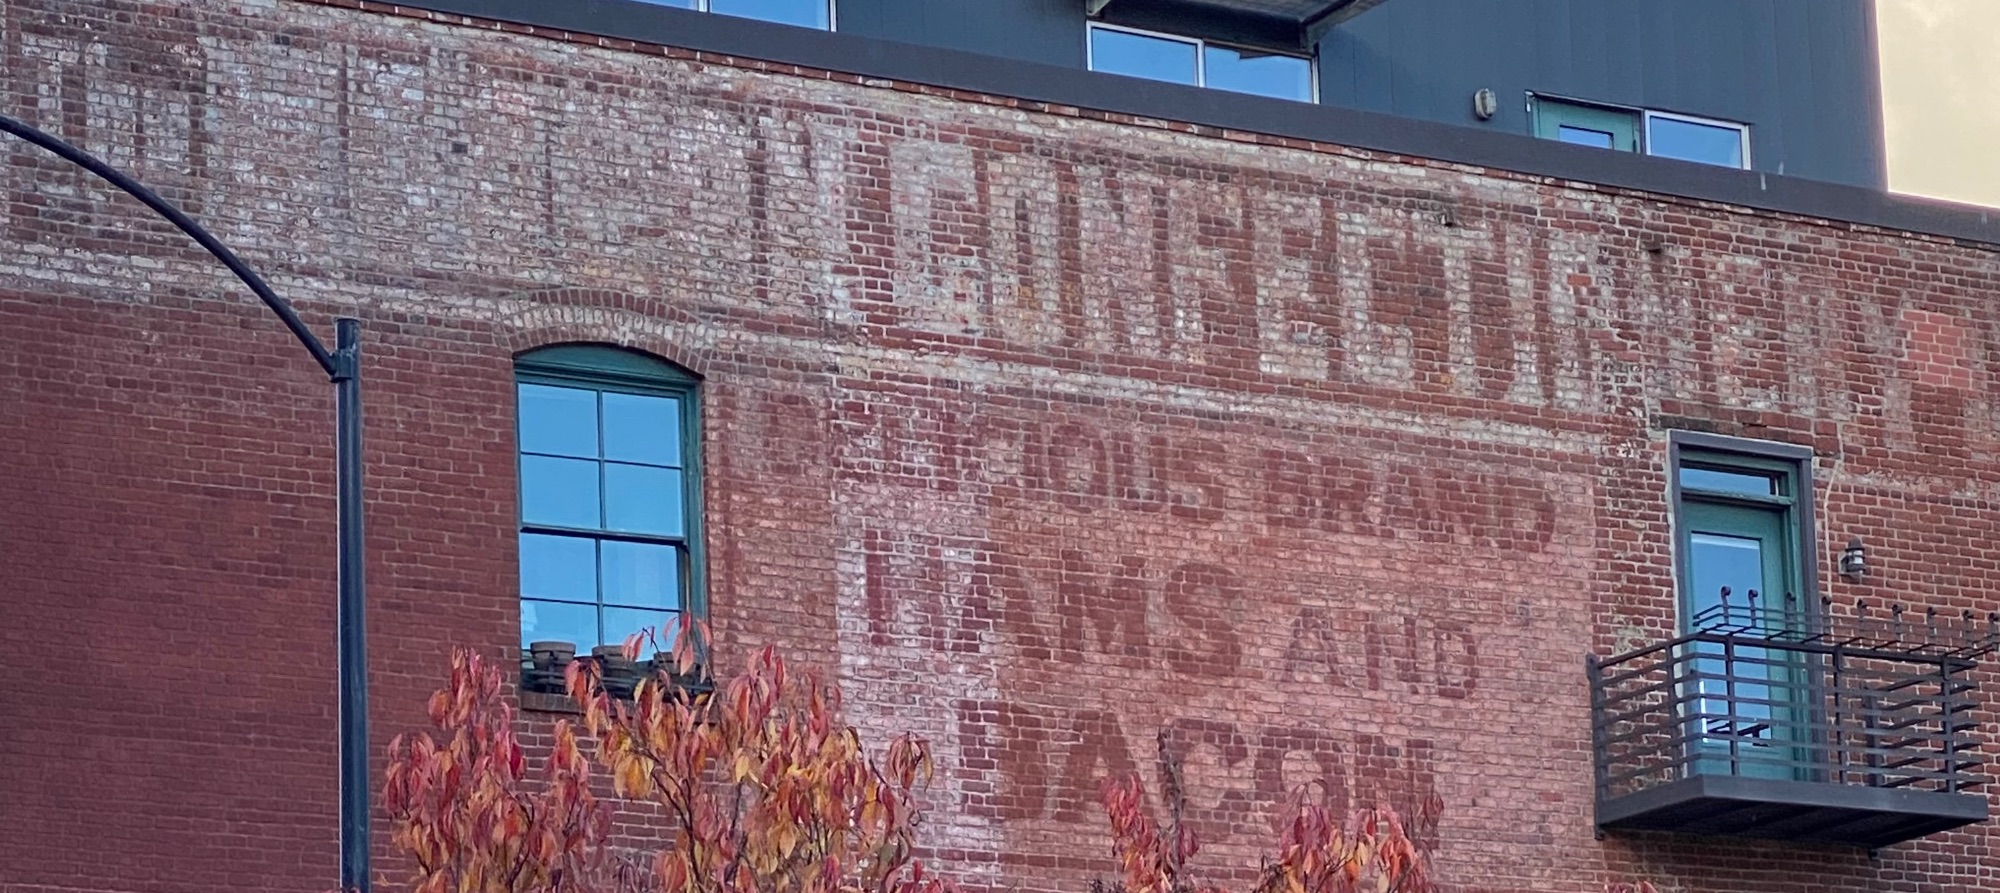 CONFECTIONERY
DELICIOUS BRAND
HAMS AND
BACON